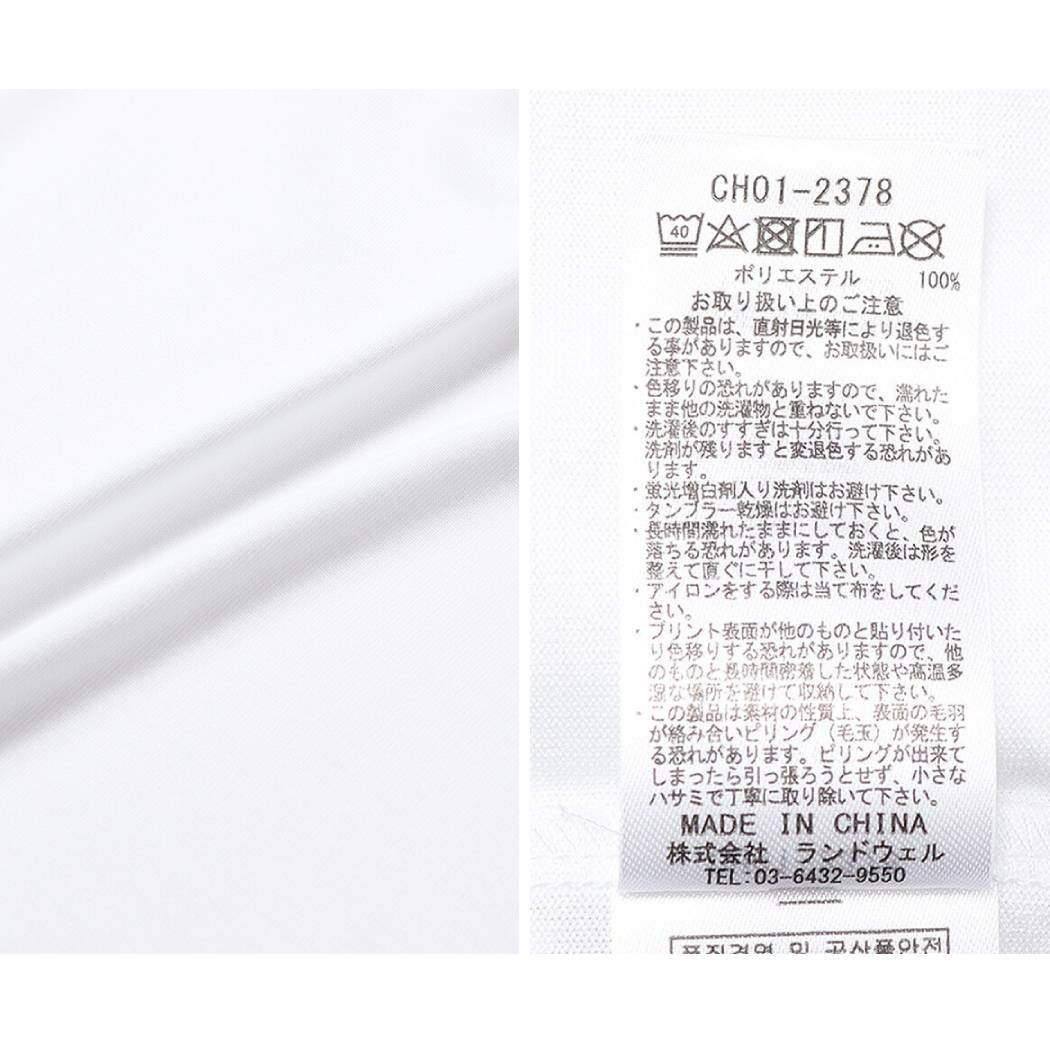 CH01-2378
40
ポリエステル 100%
お取り扱い上のご注意
・この製品は、直射日光等により退色す
る事がありますので、お取扱いにはご
注意下さい。
・色移りの恐れがありますので、濡れた
まま他の洗濯物と重ねないで下さい。
・洗濯後のすすぎは十分行って下さい。
洗剤が残りますと変退色する恐れがあ
ります。
・蛍光増白剤入り洗剤はお避け下さい。
・タンブラー乾燥はお避け下さい。
・長時間濡れたままにしておくと、色が
落ちる恐れがあります。洗濯後は形を
整えて直ぐに干して下さい。
・アイロンをする際は当て布をしてくだ
さい。
・プリント表面が他のものと貼り付いた
り色移りする恐れがありますので、他
のものと長時間密着した状態や高温多
湿な場所を避けて収納して下さい。
・この製品は素材の性質上、表面の毛羽
が絡み合いピリング（毛玉）が発生す
る恐れがあります。ピリングが出来て
しまったら引っ張ろうとせず、小さな
ハサミで丁寧に取り除いて下さい。
MADE IN CHINA
株式会社 ランドウェル
TEL:03-6432-9550
품질경영 및 공산품안전